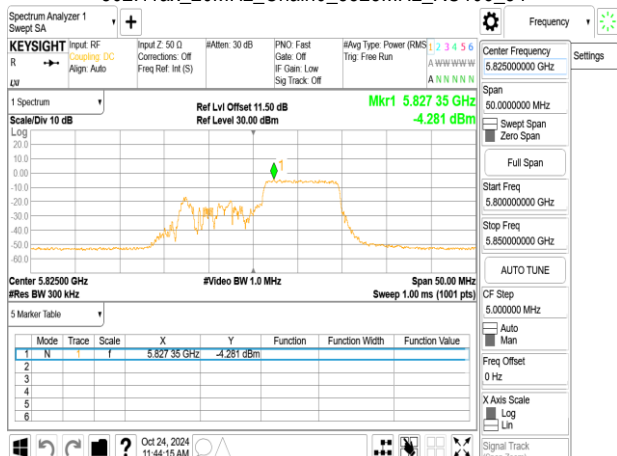 Spectrum Analyzer 1
Swept SA
+
Frequency
KEYSIGHT
R
Input: RF
Coupling: DC
Align: Auto
Input Z: 50 Ω
Corrections: Off
Freq Ref: Int (S)
#Atten: 30 dB
PNO: Fast
Gate: Off
IF Gain: Low
Sig Track: Off
#Avg Type: Power (RMS
Trig: Free Run
1 2 3 4 5 6
A W W W W W
A N N N N N
Center Frequency
5.825000000 GHz
Settings
Span
50.0000000 MHz
Swept Span
Zero Span
Full Span
Start Freq
5.800000000 GHz
Stop Freq
5.850000000 GHz
AUTO TUNE
CF Step
5.000000 MHz
Auto
Man
Freq Offset
0 Hz
X Axis Scale
Log
Lin
Signal Track
1 Spectrum
Scale/Div 10 dB
Ref Lvl Offset 11.50 dB
Ref Level 30.00 dBm
Mkr1 5.827 35 GHz
-4.281 dBm
Log
20.0
10.0
0.00
-10.0
-20.0
-30.0
-40.0
-50.0
-60.0
1
Center 5.82500 GHz
#Res BW 300 kHz
#Video BW 1.0 MHz
Span 50.00 MHz
Sweep 1.00 ms (1001 pts)
5 Marker Table
Mode Trace Scale X Y Function Function Width Function Value
1 N 1 f 5.827 35 GHz -4.281 dBm
2
3
4
5
6
?
Oct 24, 2024
11:44:15 AM